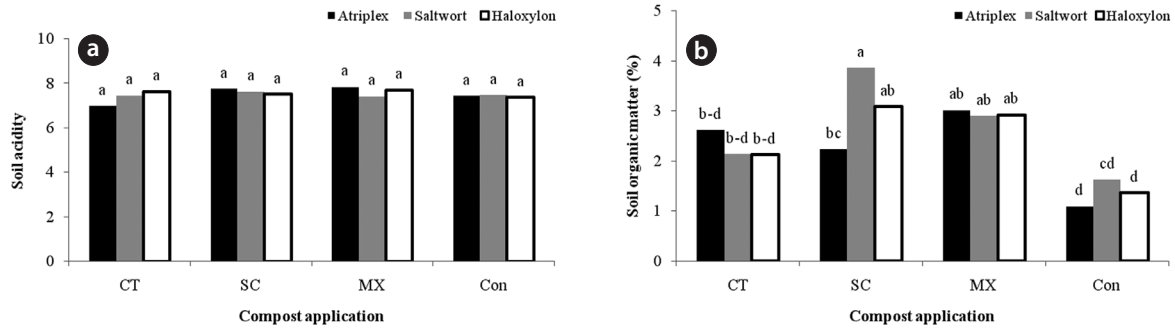 ■ Atriplex ■ Saltwort □ Haloxylon
a
Soil acidity
10
8
6
4
2
0
a a a
a a a
a a a
a a a
CT SC MX Con
Compost application
■ Atriplex ■ Saltwort □ Haloxylon
b
Soil organic matter (%)
5
4
3
2
1
0
b-d b-d b-d
bc a ab
ab ab ab
d cd d
CT SC MX Con
Compost application